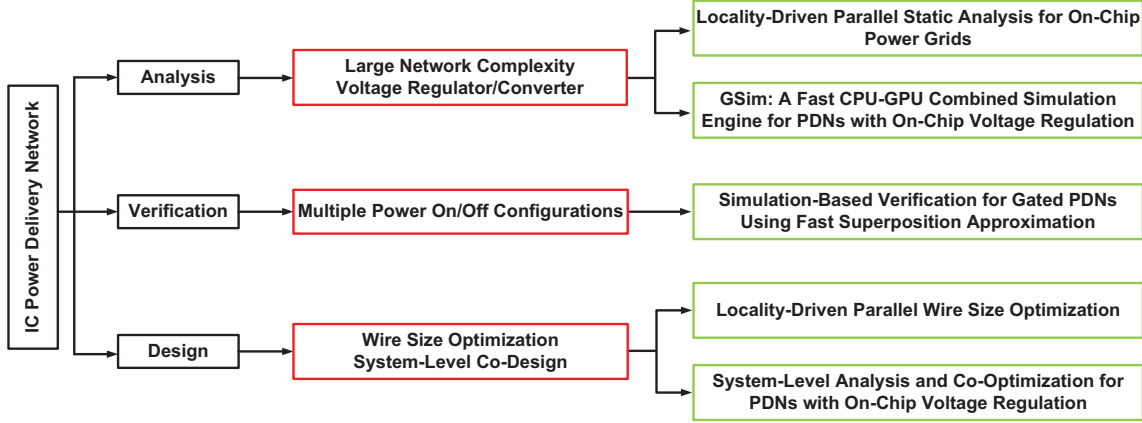 IC Power Delivery Network
Analysis
Large Network Complexity
Voltage Regulator/Converter
Locality-Driven Parallel Static Analysis for On-Chip
Power Grids
GSim: A Fast CPU-GPU Combined Simulation
Engine for PDNs with On-Chip Voltage Regulation
Verification
Multiple Power On/Off Configurations
Simulation-Based Verification for Gated PDNs
Using Fast Superposition Approximation
Design
Wire Size Optimization
System-Level Co-Design
Locality-Driven Parallel Wire Size Optimization
System-Level Analysis and Co-Optimization for
PDNs with On-Chip Voltage Regulation